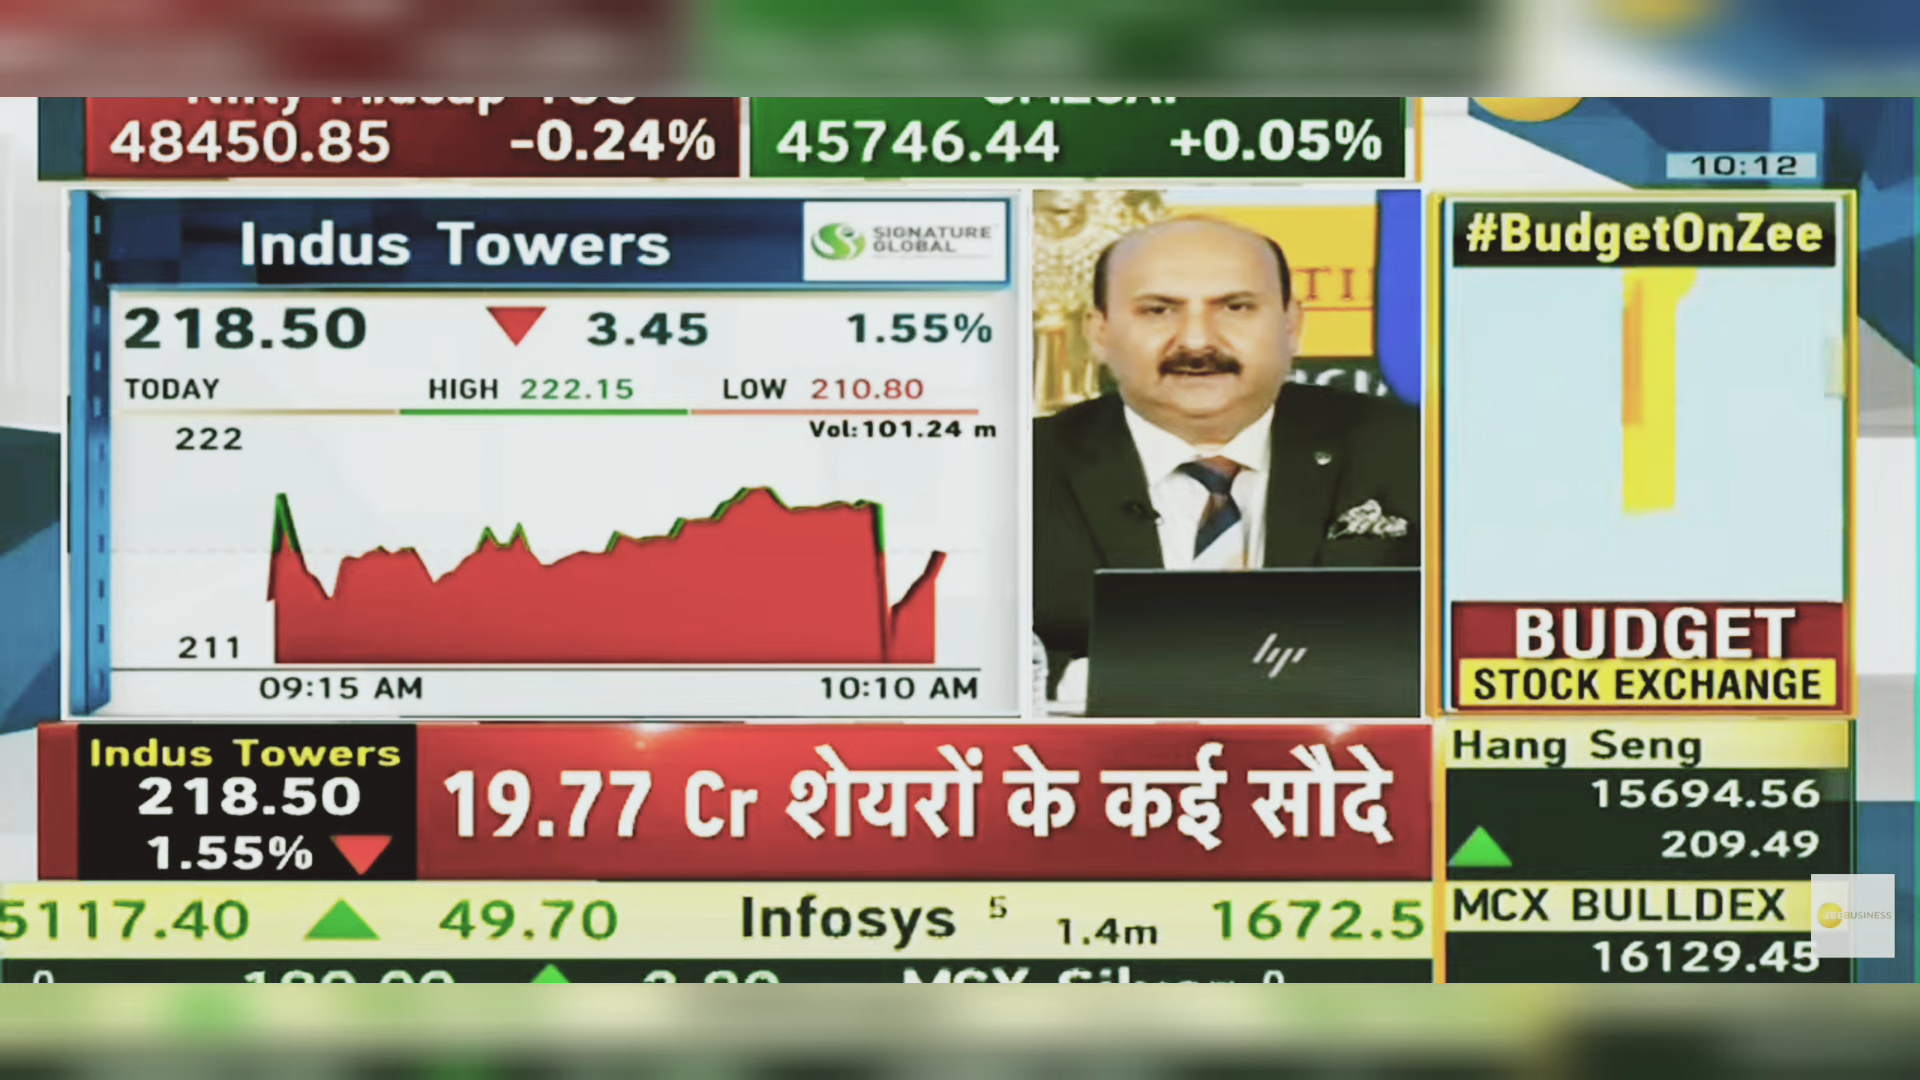 48450.85 -0.24%
45746.44 +0.05%
10:12
Indus Towers
SIGNATURE
GLOBAL
218.50 3.45 1.55%
TODAY HIGH 222.15 LOW 210.80
Vol:101.24 m
222
211
09:15 AM 10:10 AM
hp
#BudgetOnZee
BUDGET
STOCK EXCHANGE
Indus Towers
218.50
1.55%
19.77 Cr शेयरों के कई सौदे
Hang Seng
15694.56
209.49
MCX BULLDEX
16129.45
ZEEBUSINESS
5117.40 49.70 Infosys 5 1.4m 1672.5